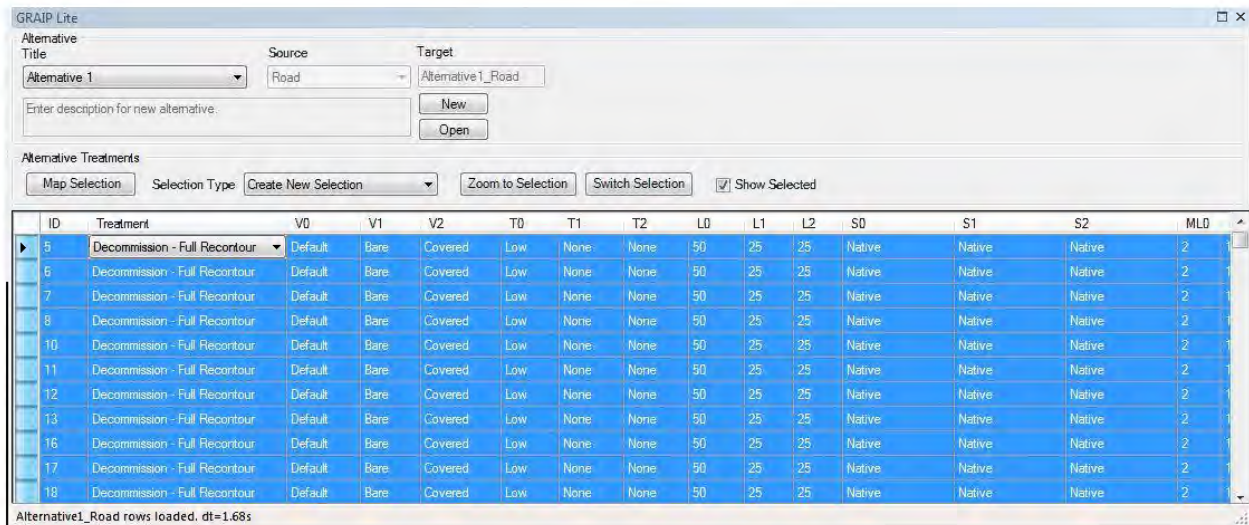 GRAIP Lite
Alternative
Title Source Target
Alternative 1 Road Alternative1_Road
Enter description for new alternative. New
Open
Alternative Treatments
Map Selection Selection Type Create New Selection Zoom to Selection Switch Selection Show Selected
ID Treatment V0 V1 V2 T0 T1 T2 L0 L1 L2 S0 S1 S2 ML0
5 Decommission - Full Recontour Default Bare Covered Low None None 50 25 25 Native Native Native 2 1
6 Decommission - Full Recontour Default Bare Covered Low None None 50 25 25 Native Native Native 2 1
7 Decommission - Full Recontour Default Bare Covered Low None None 50 25 25 Native Native Native 2 1
8 Decommission - Full Recontour Default Bare Covered Low None None 50 25 25 Native Native Native 2 1
10 Decommission - Full Recontour Default Bare Covered Low None None 50 25 25 Native Native Native 2 1
11 Decommission - Full Recontour Default Bare Covered Low None None 50 25 25 Native Native Native 2 1
12 Decommission - Full Recontour Default Bare Covered Low None None 50 25 25 Native Native Native 2 1
13 Decommission - Full Recontour Default Bare Covered Low None None 50 25 25 Native Native Native 2 1
16 Decommission - Full Recontour Default Bare Covered Low None None 50 25 25 Native Native Native 2 1
17 Decommission - Full Recontour Default Bare Covered Low None None 50 25 25 Native Native Native 2 1
18 Decommission - Full Recontour Default Bare Covered Low None None 50 25 25 Native Native Native 2 1
Alternative1_Road rows loaded. dt=1.68s